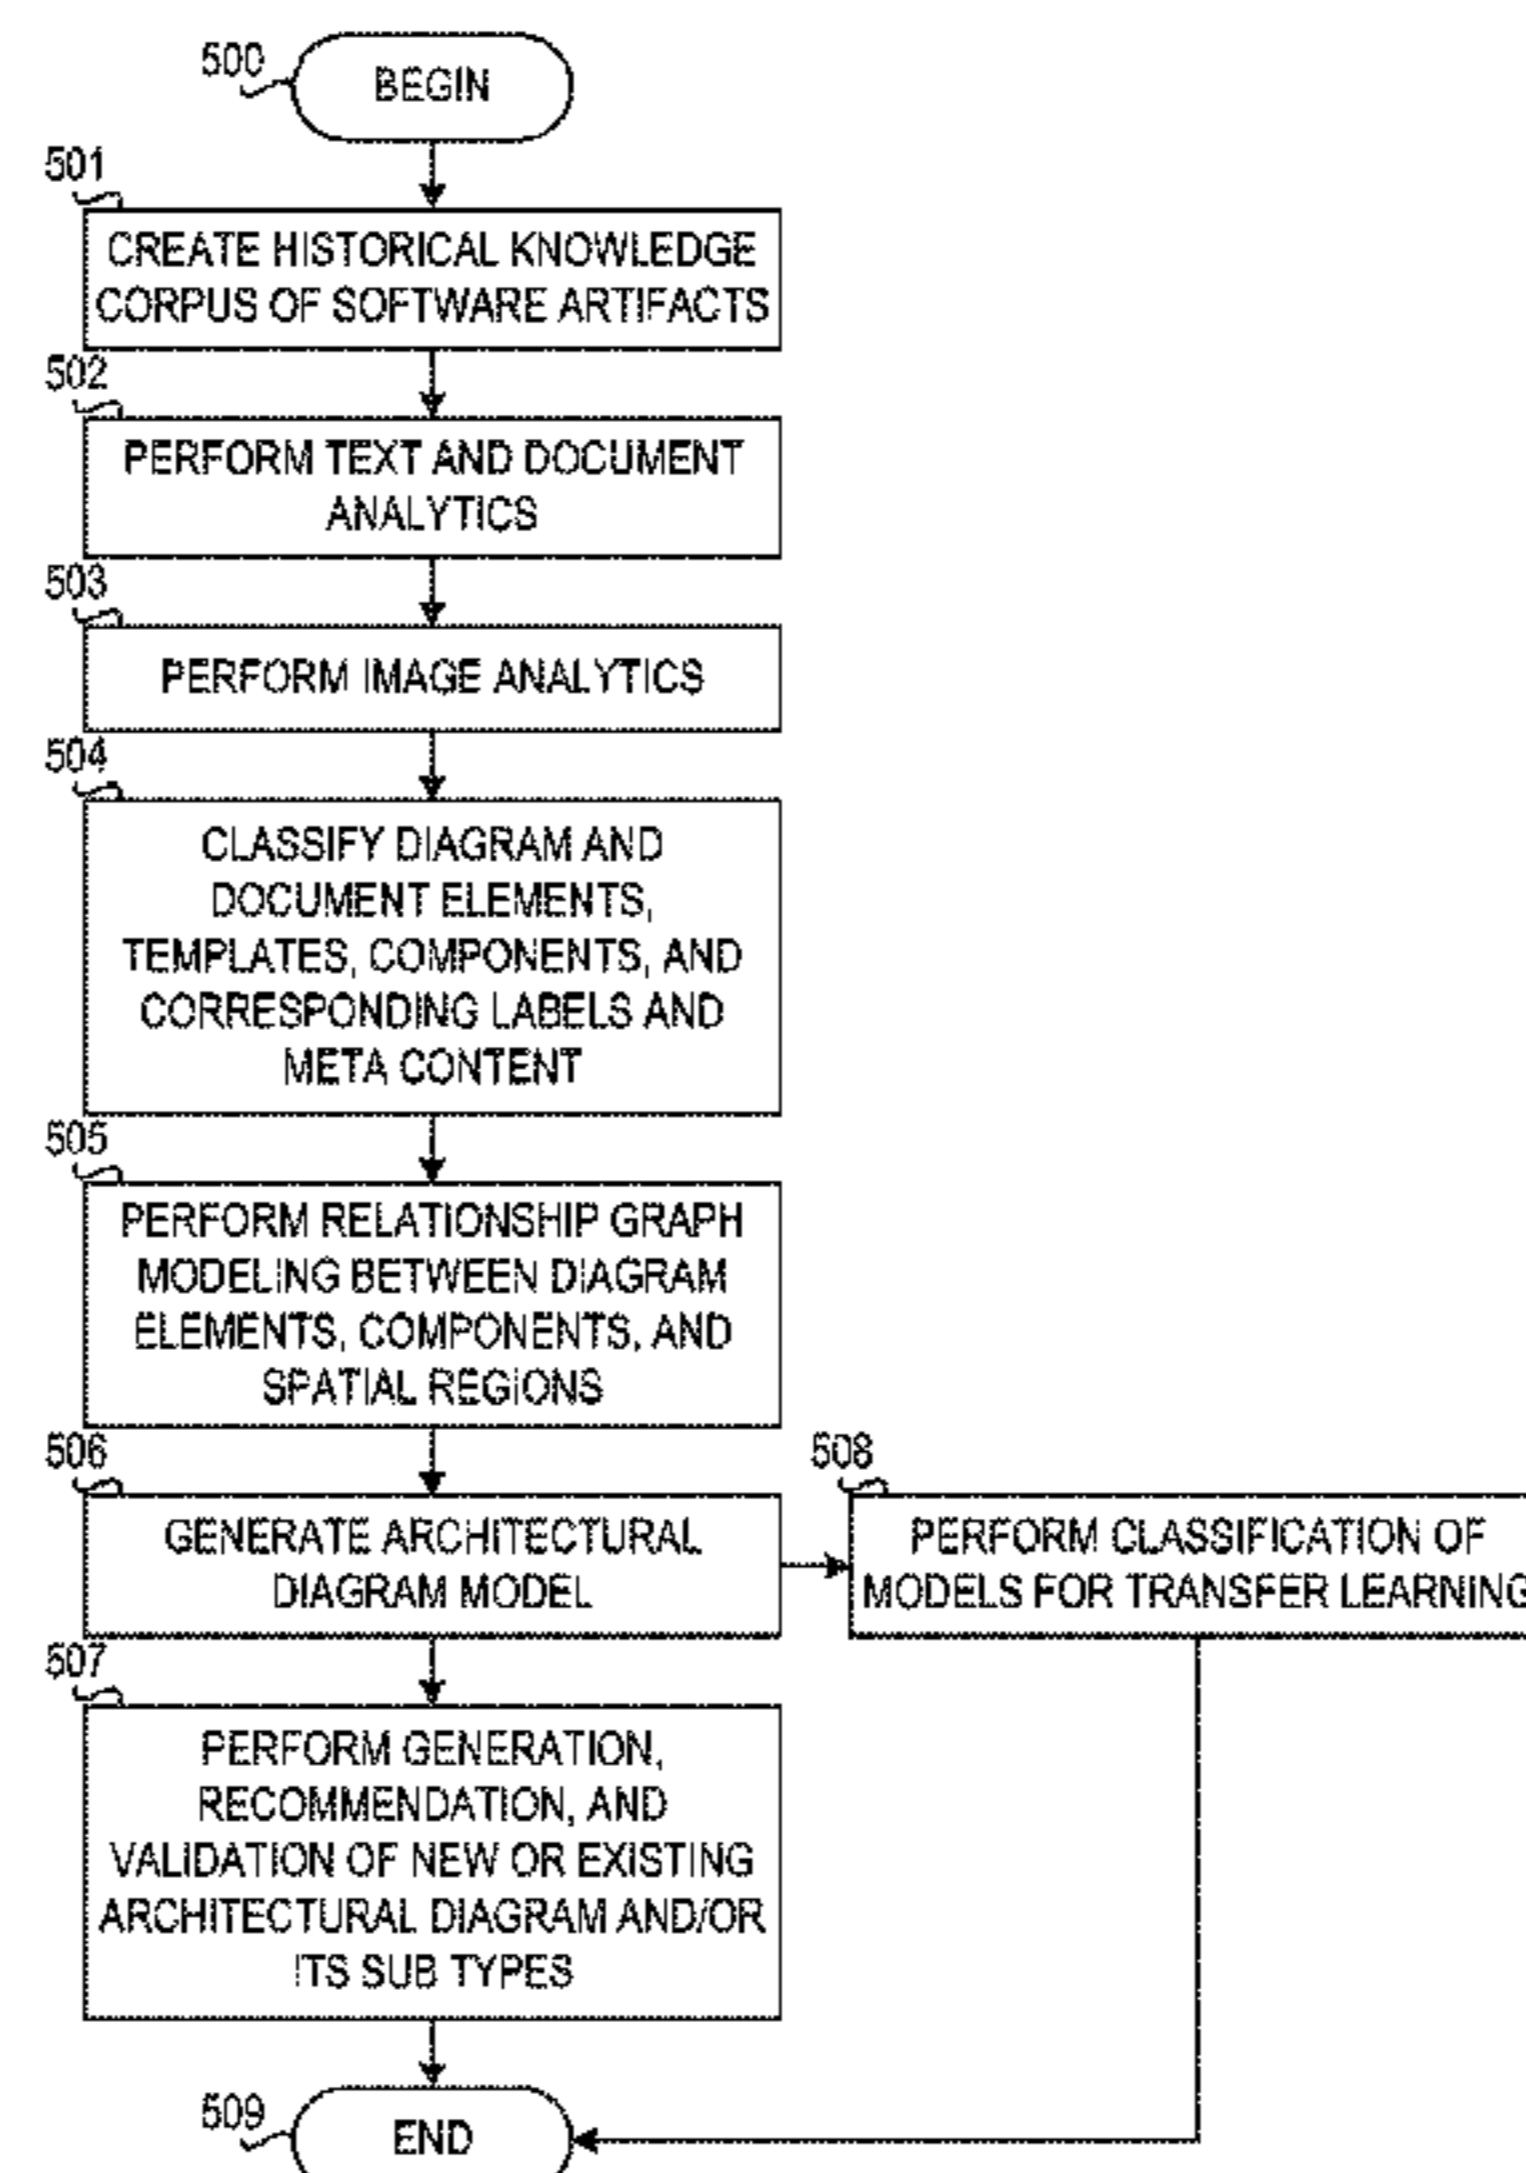 500
BEGIN
501
CREATE HISTORICAL KNOWLEDGE
CORPUS OF SOFTWARE ARTIFACTS
502
PERFORM TEXT AND DOCUMENT
ANALYTICS
503
PERFORM IMAGE ANALYTICS
504
CLASSIFY DIAGRAM AND
DOCUMENT ELEMENTS,
TEMPLATES, COMPONENTS, AND
CORRESPONDING LABELS AND
META CONTENT
505
PERFORM RELATIONSHIP GRAPH
MODELING BETWEEN DIAGRAM
ELEMENTS, COMPONENTS, AND
SPATIAL REGIONS
506
GENERATE ARCHITECTURAL
DIAGRAM MODEL
508
PERFORM CLASSIFICATION OF
MODELS FOR TRANSFER LEARNING
507
PERFORM GENERATION,
RECOMMENDATION, AND
VALIDATION OF NEW OR EXISTING
ARCHITECTURAL DIAGRAM AND/OR
ITS SUB TYPES
509
END